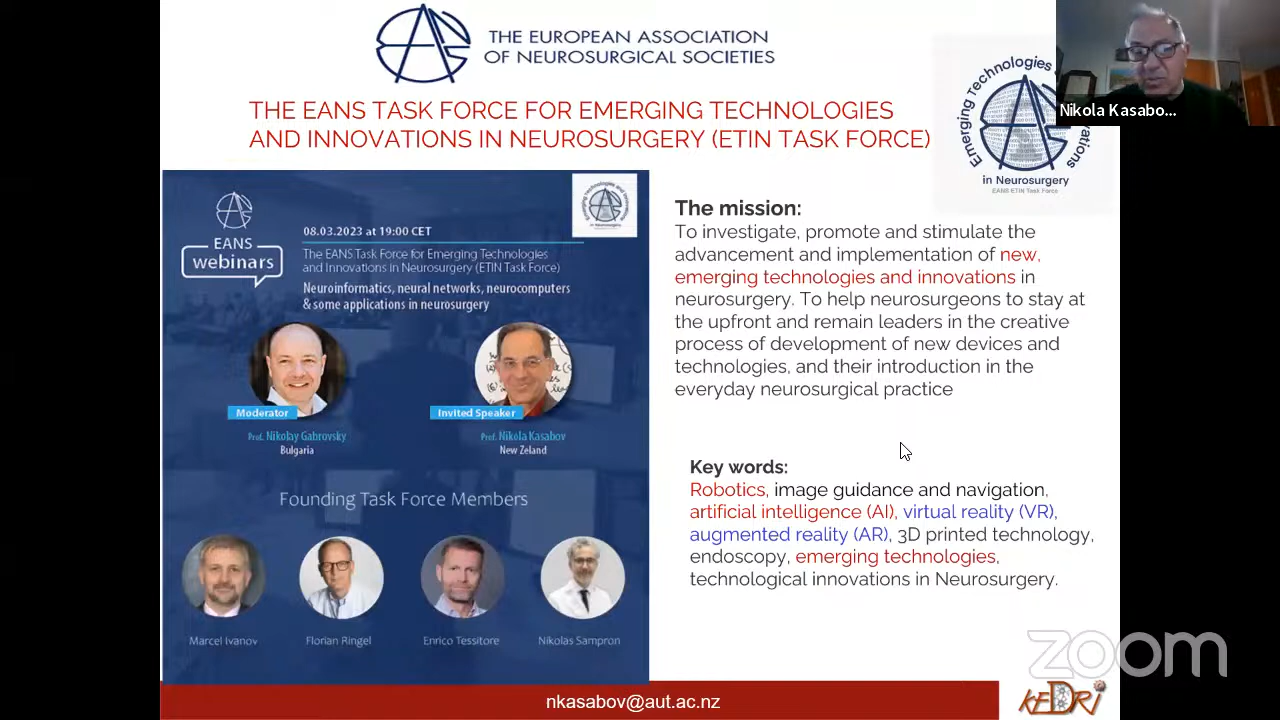 THE EUROPEAN ASSOCIATION
OF NEUROSURGICAL SOCIETIES
THE EANS TASK FORCE FOR EMERGING TECHNOLOGIES
AND INNOVATIONS IN NEUROSURGERY (ETIN TASK FORCE)
Emerging Technologies
in Neurosurgery
EANS ETIN Task Force
Nikola Kasabo...
EANS
webinars
08.03.2023 at 19:00 CET
The EANS Task Force for Emerging Technologies
and Innovations in Neurosurgery (ETIN Task Force)
Neuroinformatics, neural networks, neurocomputers
& some applications in neurosurgery
Moderator
Prof. Nikolay Gabrovsky
Bulgaria
Invited Speaker
Prof. Nikola Kasabov
New Zeland
Founding Task Force Members
Marcel Ivanov
Florian Ringel
Enrico Tessitore
Nikolas Sampron
The mission:
To investigate, promote and stimulate the
advancement and implementation of new,
emerging technologies and innovations in
neurosurgery. To help neurosurgeons to stay at
the upfront and remain leaders in the creative
process of development of new devices and
technologies, and their introduction in the
everyday neurosurgical practice
Key words:
Robotics, image guidance and navigation,
artificial intelligence (AI), virtual reality (VR),
augmented reality (AR), 3D printed technology,
endoscopy, emerging technologies,
technological innovations in Neurosurgery.
zoom
nkasabov@aut.ac.nz
KEDRI